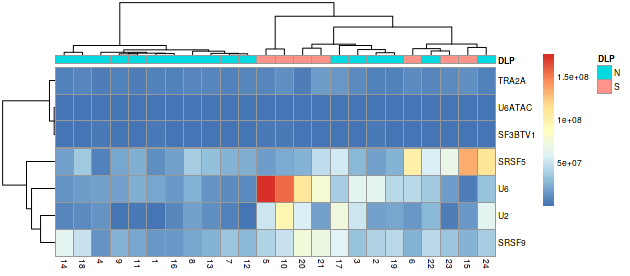 DLP
TRA2A
U6ATAC
SF3BTV1
SRSF5
U6
U2
SRSF9
14 18 4 9 11 1 16 8 13 7 12 5 10 20 21 17 3 2 19 6 22 23 15 24
1.5e+08
1e+08
5e+07
DLP
N
S